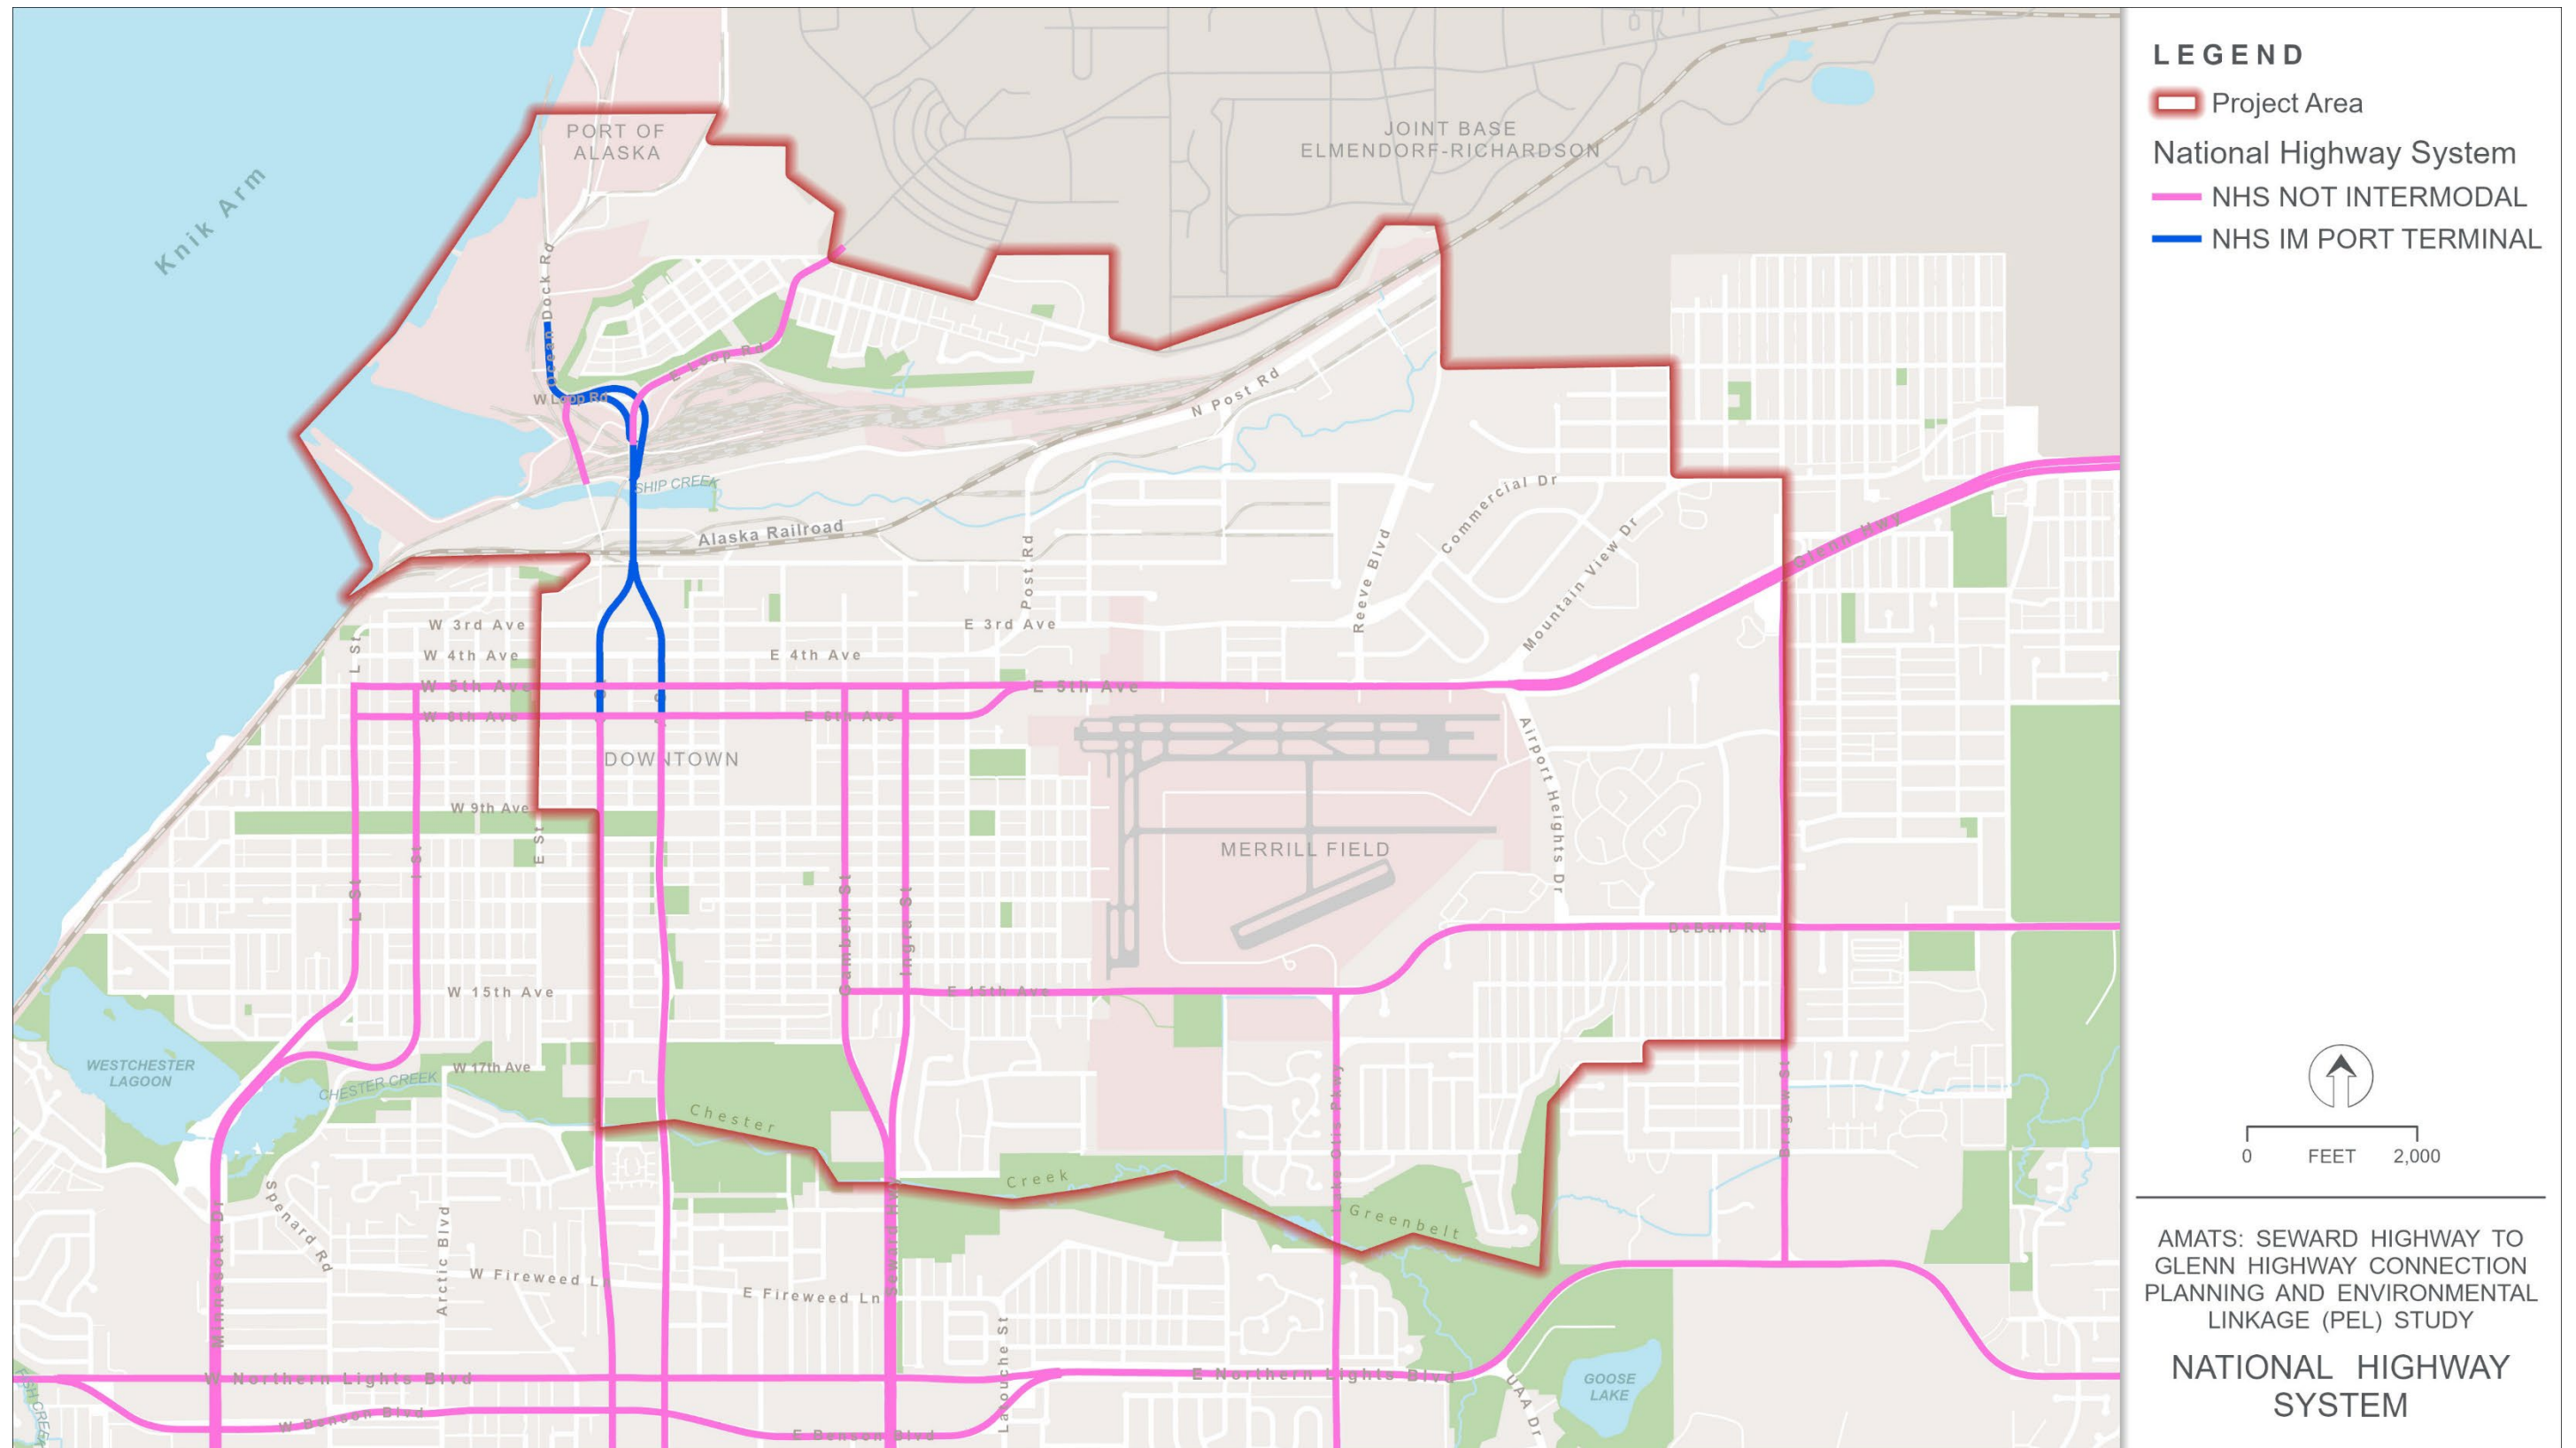 PORT OF
ALASKA
JOINT BASE
ELMENDORF-RICHARDSON
Knik Arm
Ocean Dock Rd
W Loop Rd
E Loop Rd
N Post Rd
SHIP CREEK
Alaska Railroad
Post Rd
Reeve Blvd
Commercial Dr
Mountain View Dr
Glenn Hwy
L St
W 3rd Ave
E 3rd Ave
W 4th Ave
E 4th Ave
W 5th Ave
E 5th Ave
W 6th Ave
E 6th Ave
DOWNTOWN
Airport Heights Dr
W 9th Ave
E St
I St
L St
MERRILL FIELD
Gambell St
Ingra St
DeBarr Rd
W 15th Ave
E 15th Ave
WESTCHESTER
LAGOON
CHESTER CREEK
W 17th Ave
Chester
Creek
Greenbelt
Lake Otis Pkwy
Bragaw St
Spenard Rd
Minnesota Dr
Arctic Blvd
W Fireweed Ln
E Fireweed Ln
Seward Hwy
Latouche St
W Northern Lights Blvd
E Northern Lights Blvd
W Benson Blvd
E Benson Blvd
UAA Dr
GOOSE
LAKE
FISH CREEK
LEGEND
Project Area
National Highway System
NHS NOT INTERMODAL
NHS IM PORT TERMINAL
0 FEET 2,000
AMATS: SEWARD HIGHWAY TO
GLENN HIGHWAY CONNECTION
PLANNING AND ENVIRONMENTAL
LINKAGE (PEL) STUDY
NATIONAL HIGHWAY
SYSTEM